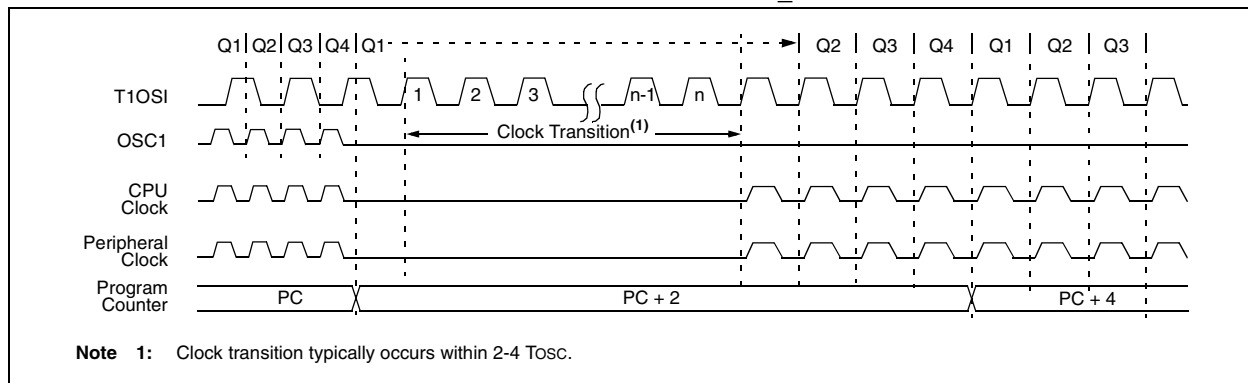 Q1 Q2 Q3 Q4 Q1 Q2 Q3 Q4 Q1 Q2 Q3
T1OSI 1 2 3 n-1 n
Clock Transition(1)
OSC1
CPU
Clock
Peripheral
Clock
Program
Counter
PC PC + 2 PC + 4
Note 1: Clock transition typically occurs within 2-4 TOSC.